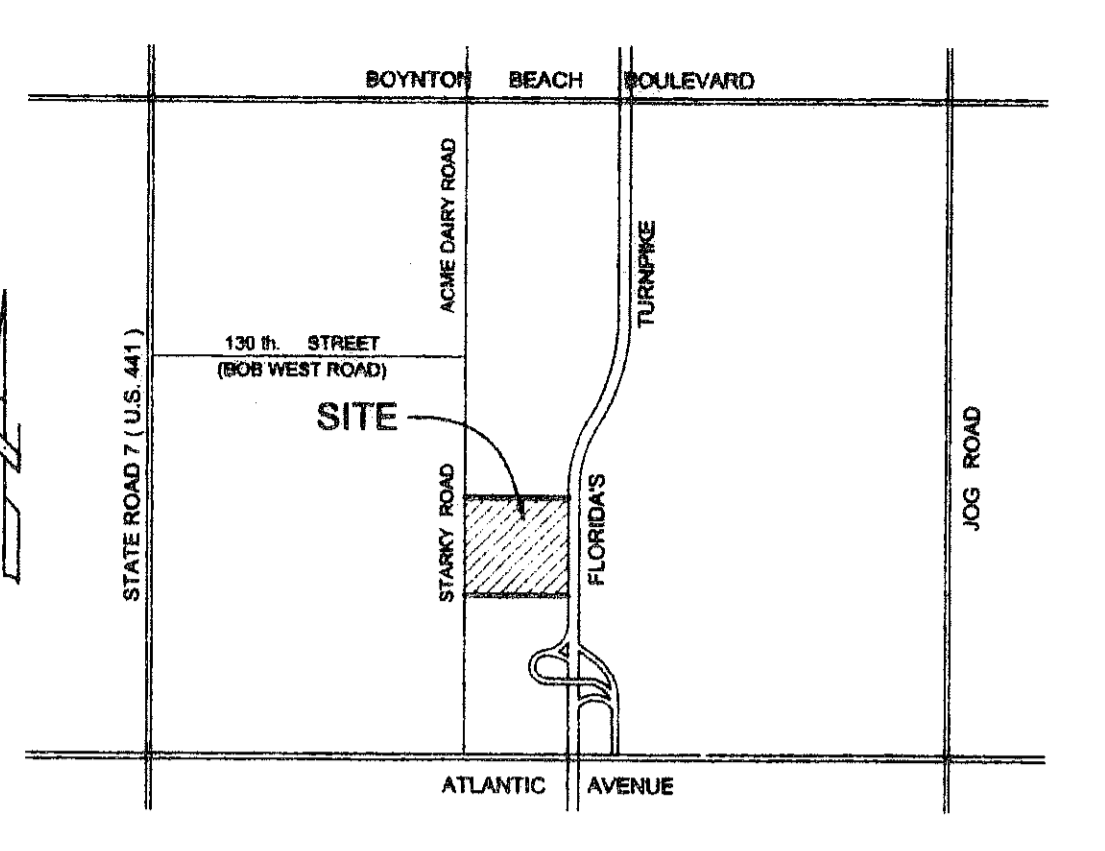 BOYNTON BEACH BOULEVARD
ACME DAIRY ROAD
TURNPIKE
130 th. STREET
(BOB WEST ROAD)
STATE ROAD 7 ( U.S. 441 )
SITE
JOG ROAD
STARKY ROAD
FLORIDA'S
ATLANTIC AVENUE